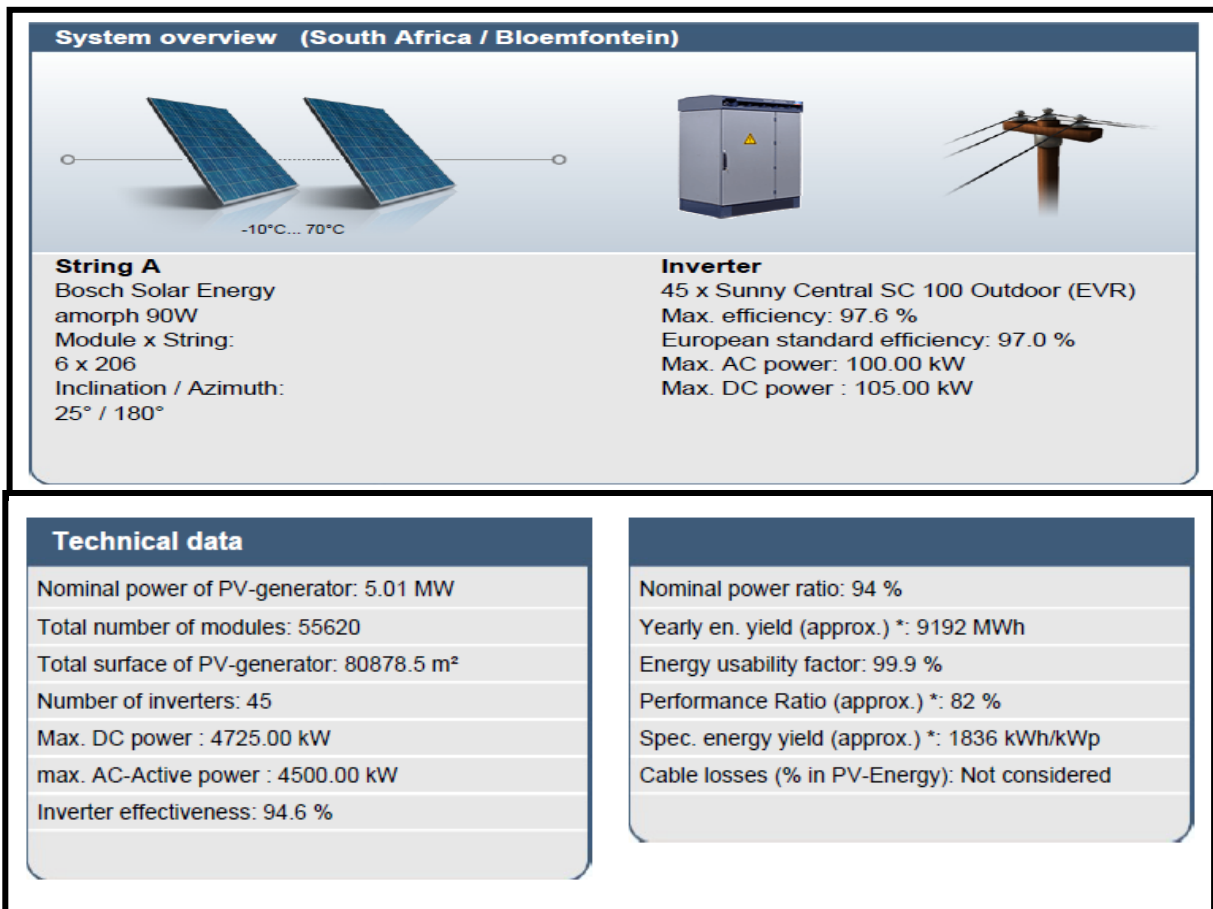 System overview (South Africa / Bloemfontein)
-10°C... 70°C
String A
Bosch Solar Energy
amorph 90W
Module x String:
6 x 206
Inclination / Azimuth:
25° / 180°
Inverter
45 x Sunny Central SC 100 Outdoor (EVR)
Max. efficiency: 97.6 %
European standard efficiency: 97.0 %
Max. AC power: 100.00 kW
Max. DC power : 105.00 kW
Technical data
Nominal power of PV-generator: 5.01 MW
Total number of modules: 55620
Total surface of PV-generator: 80878.5 m²
Number of inverters: 45
Max. DC power : 4725.00 kW
max. AC-Active power : 4500.00 kW
Inverter effectiveness: 94.6 %
Nominal power ratio: 94 %
Yearly en. yield (approx.) *: 9192 MWh
Energy usability factor: 99.9 %
Performance Ratio (approx.) *: 82 %
Spec. energy yield (approx.) *: 1836 kWh/kWp
Cable losses (% in PV-Energy): Not considered